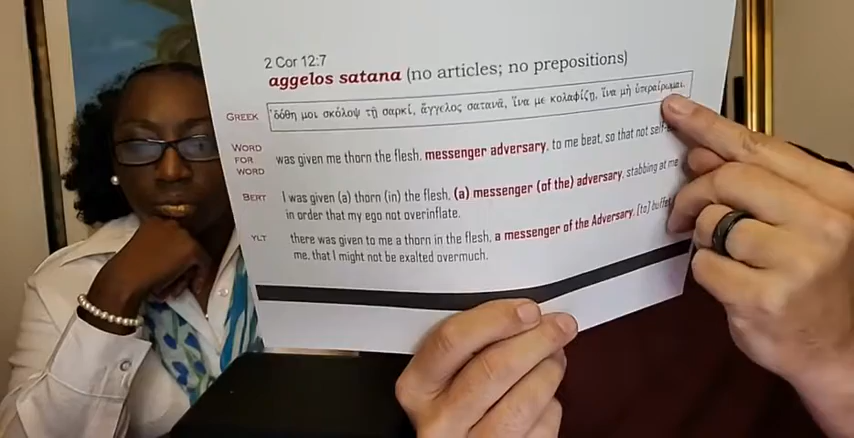 2 Cor 12:7
aggelos satana (no articles; no prepositions)
GREEK
᾽δόθη μοι σκόλοψ τῇ σαρκί, ἄγγελος σατανᾶ, ἵνα με κολαφίζῃ, ἵνα μὴ ὑπεραίρωμαι.
WORD
FOR
WORD
was given me thorn the flesh, messenger adversary, to me beat, so that not self-
BERT
I was given (a) thorn (in) the flesh, (a) messenger (of the) adversary, stabbing at me
in order that my ego not overinflate.
YLT
there was given to me a thorn in the flesh, a messenger of the Adversary, [to] buffet
me, that I might not be exalted overmuch.